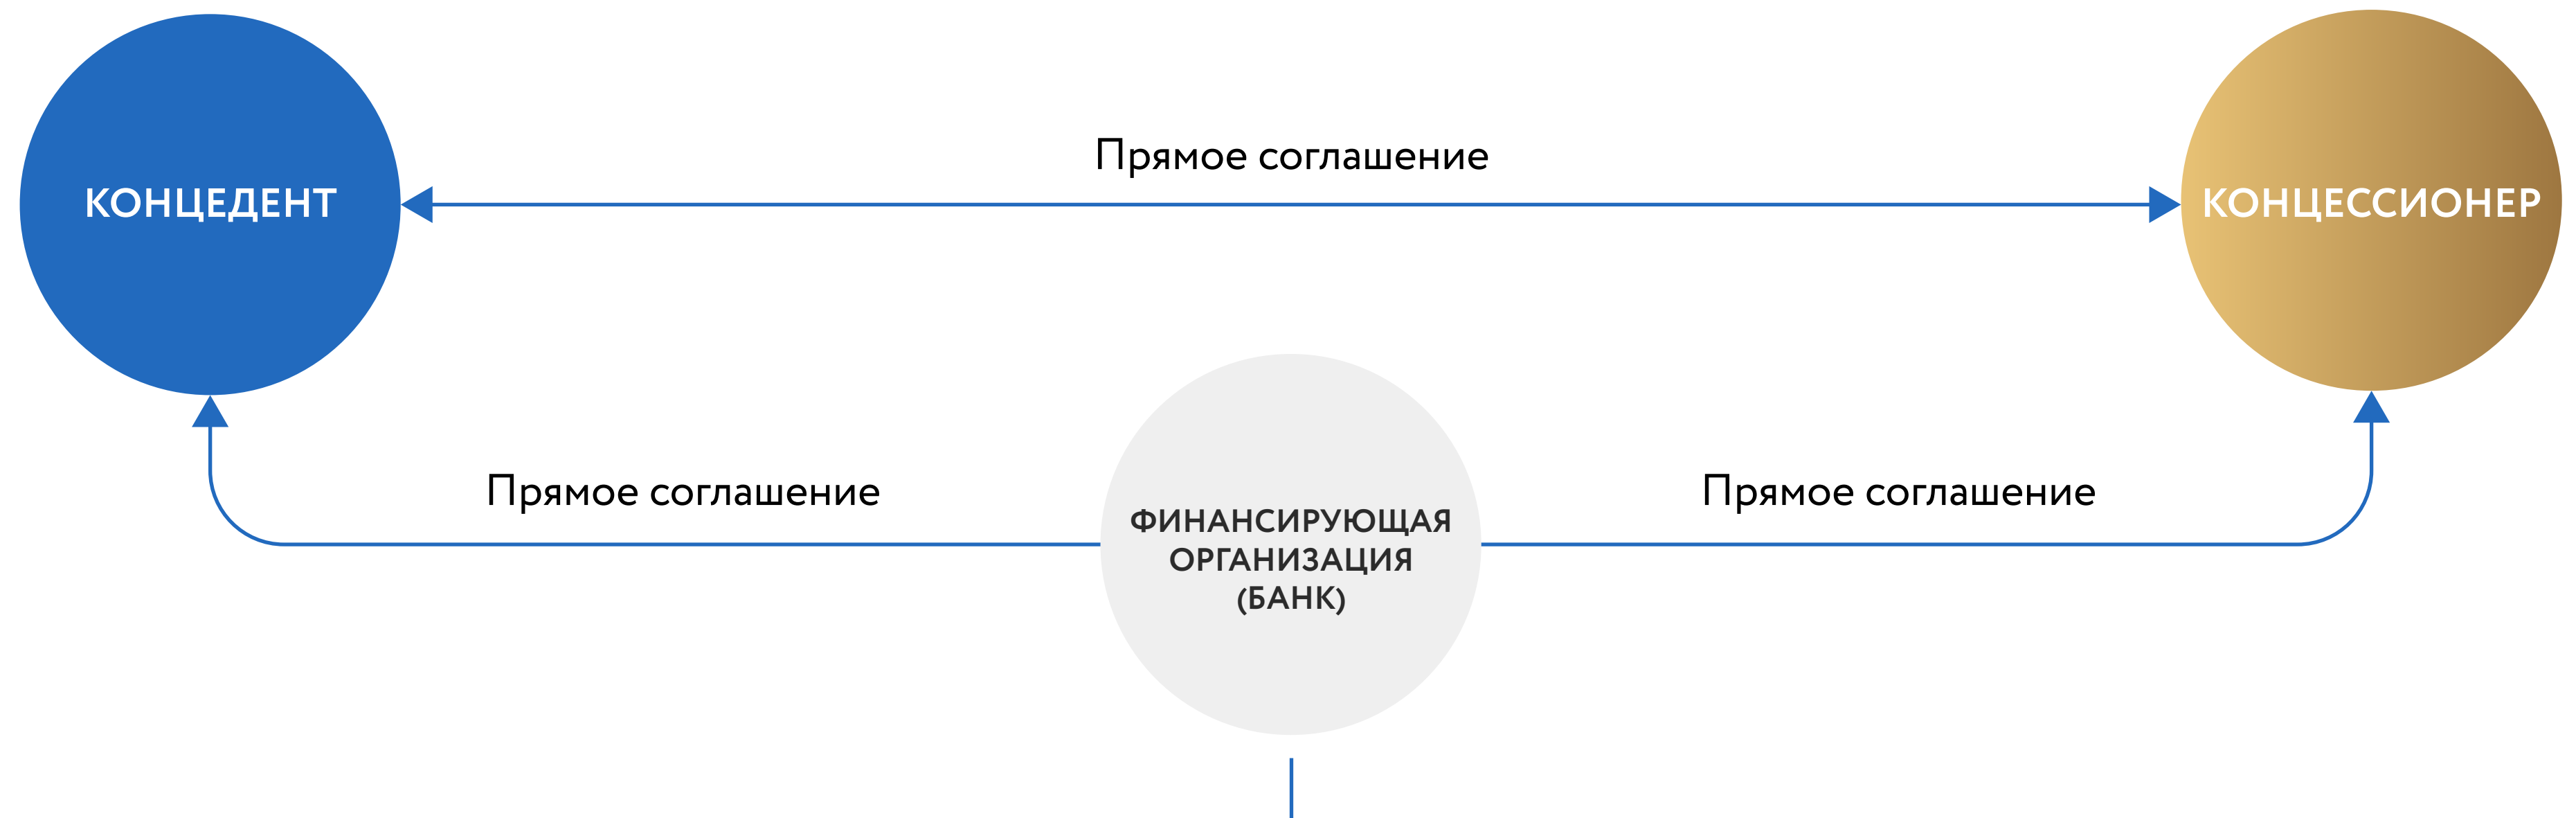 Прямое соглашение
КОНЦЕДЕНТ
КОНЦЕССИОНЕР
Прямое соглашение
Прямое соглашение
ФИНАНСИРУЮЩАЯ
ОРГАНИЗАЦИЯ
(БАНК)